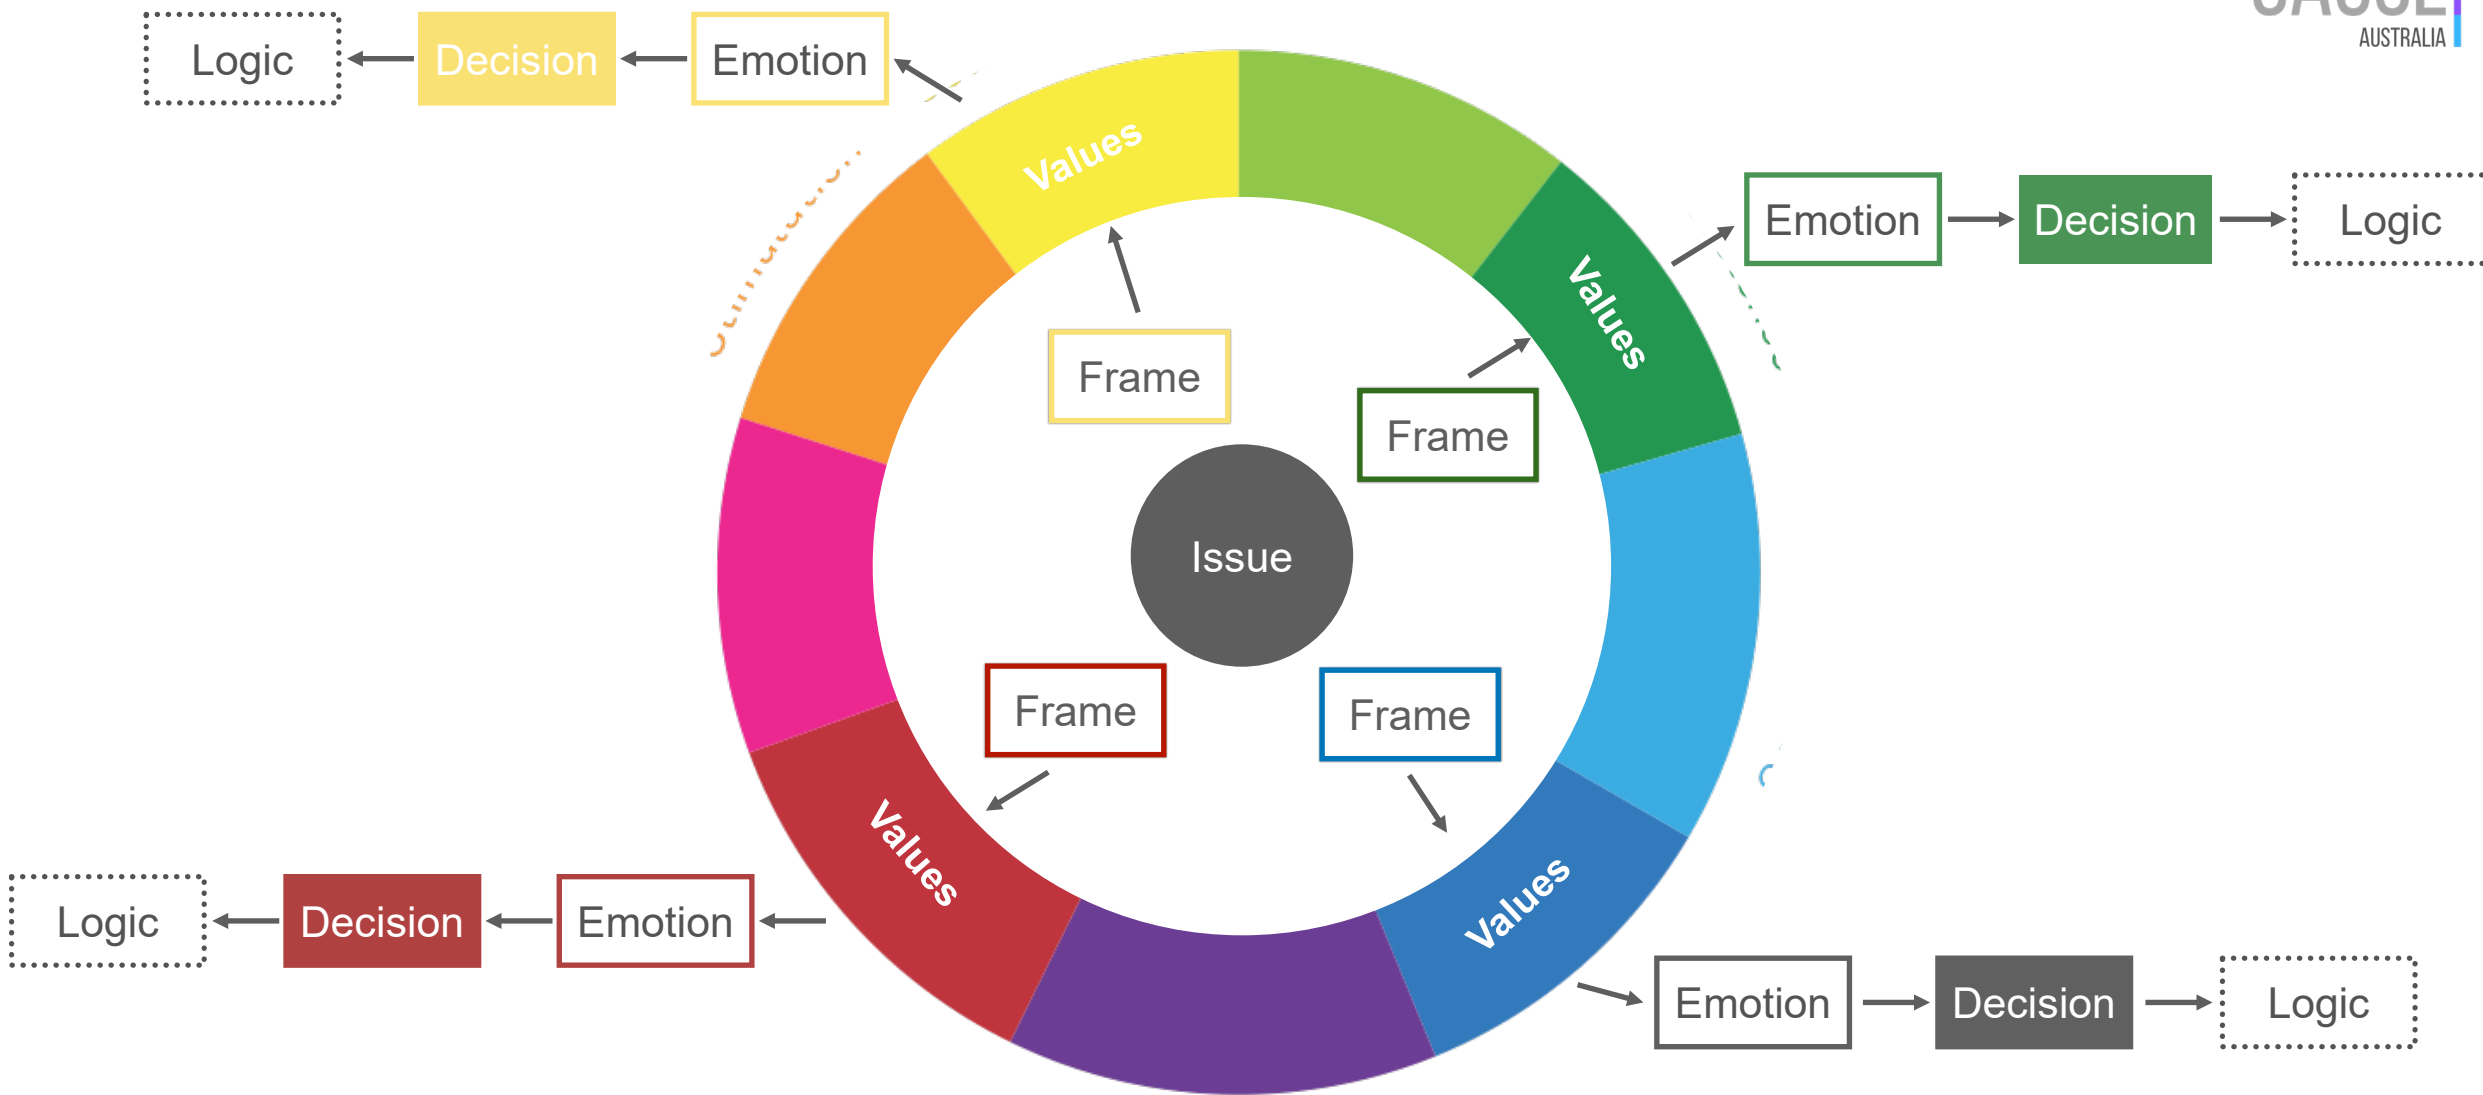 AUSTRALIA
Logic
Decision
Emotion
Values
Emotion
Decision
Logic
Values
Frame
Frame
Issue
Frame
Frame
Values
Values
Logic
Decision
Emotion
Emotion
Decision
Logic